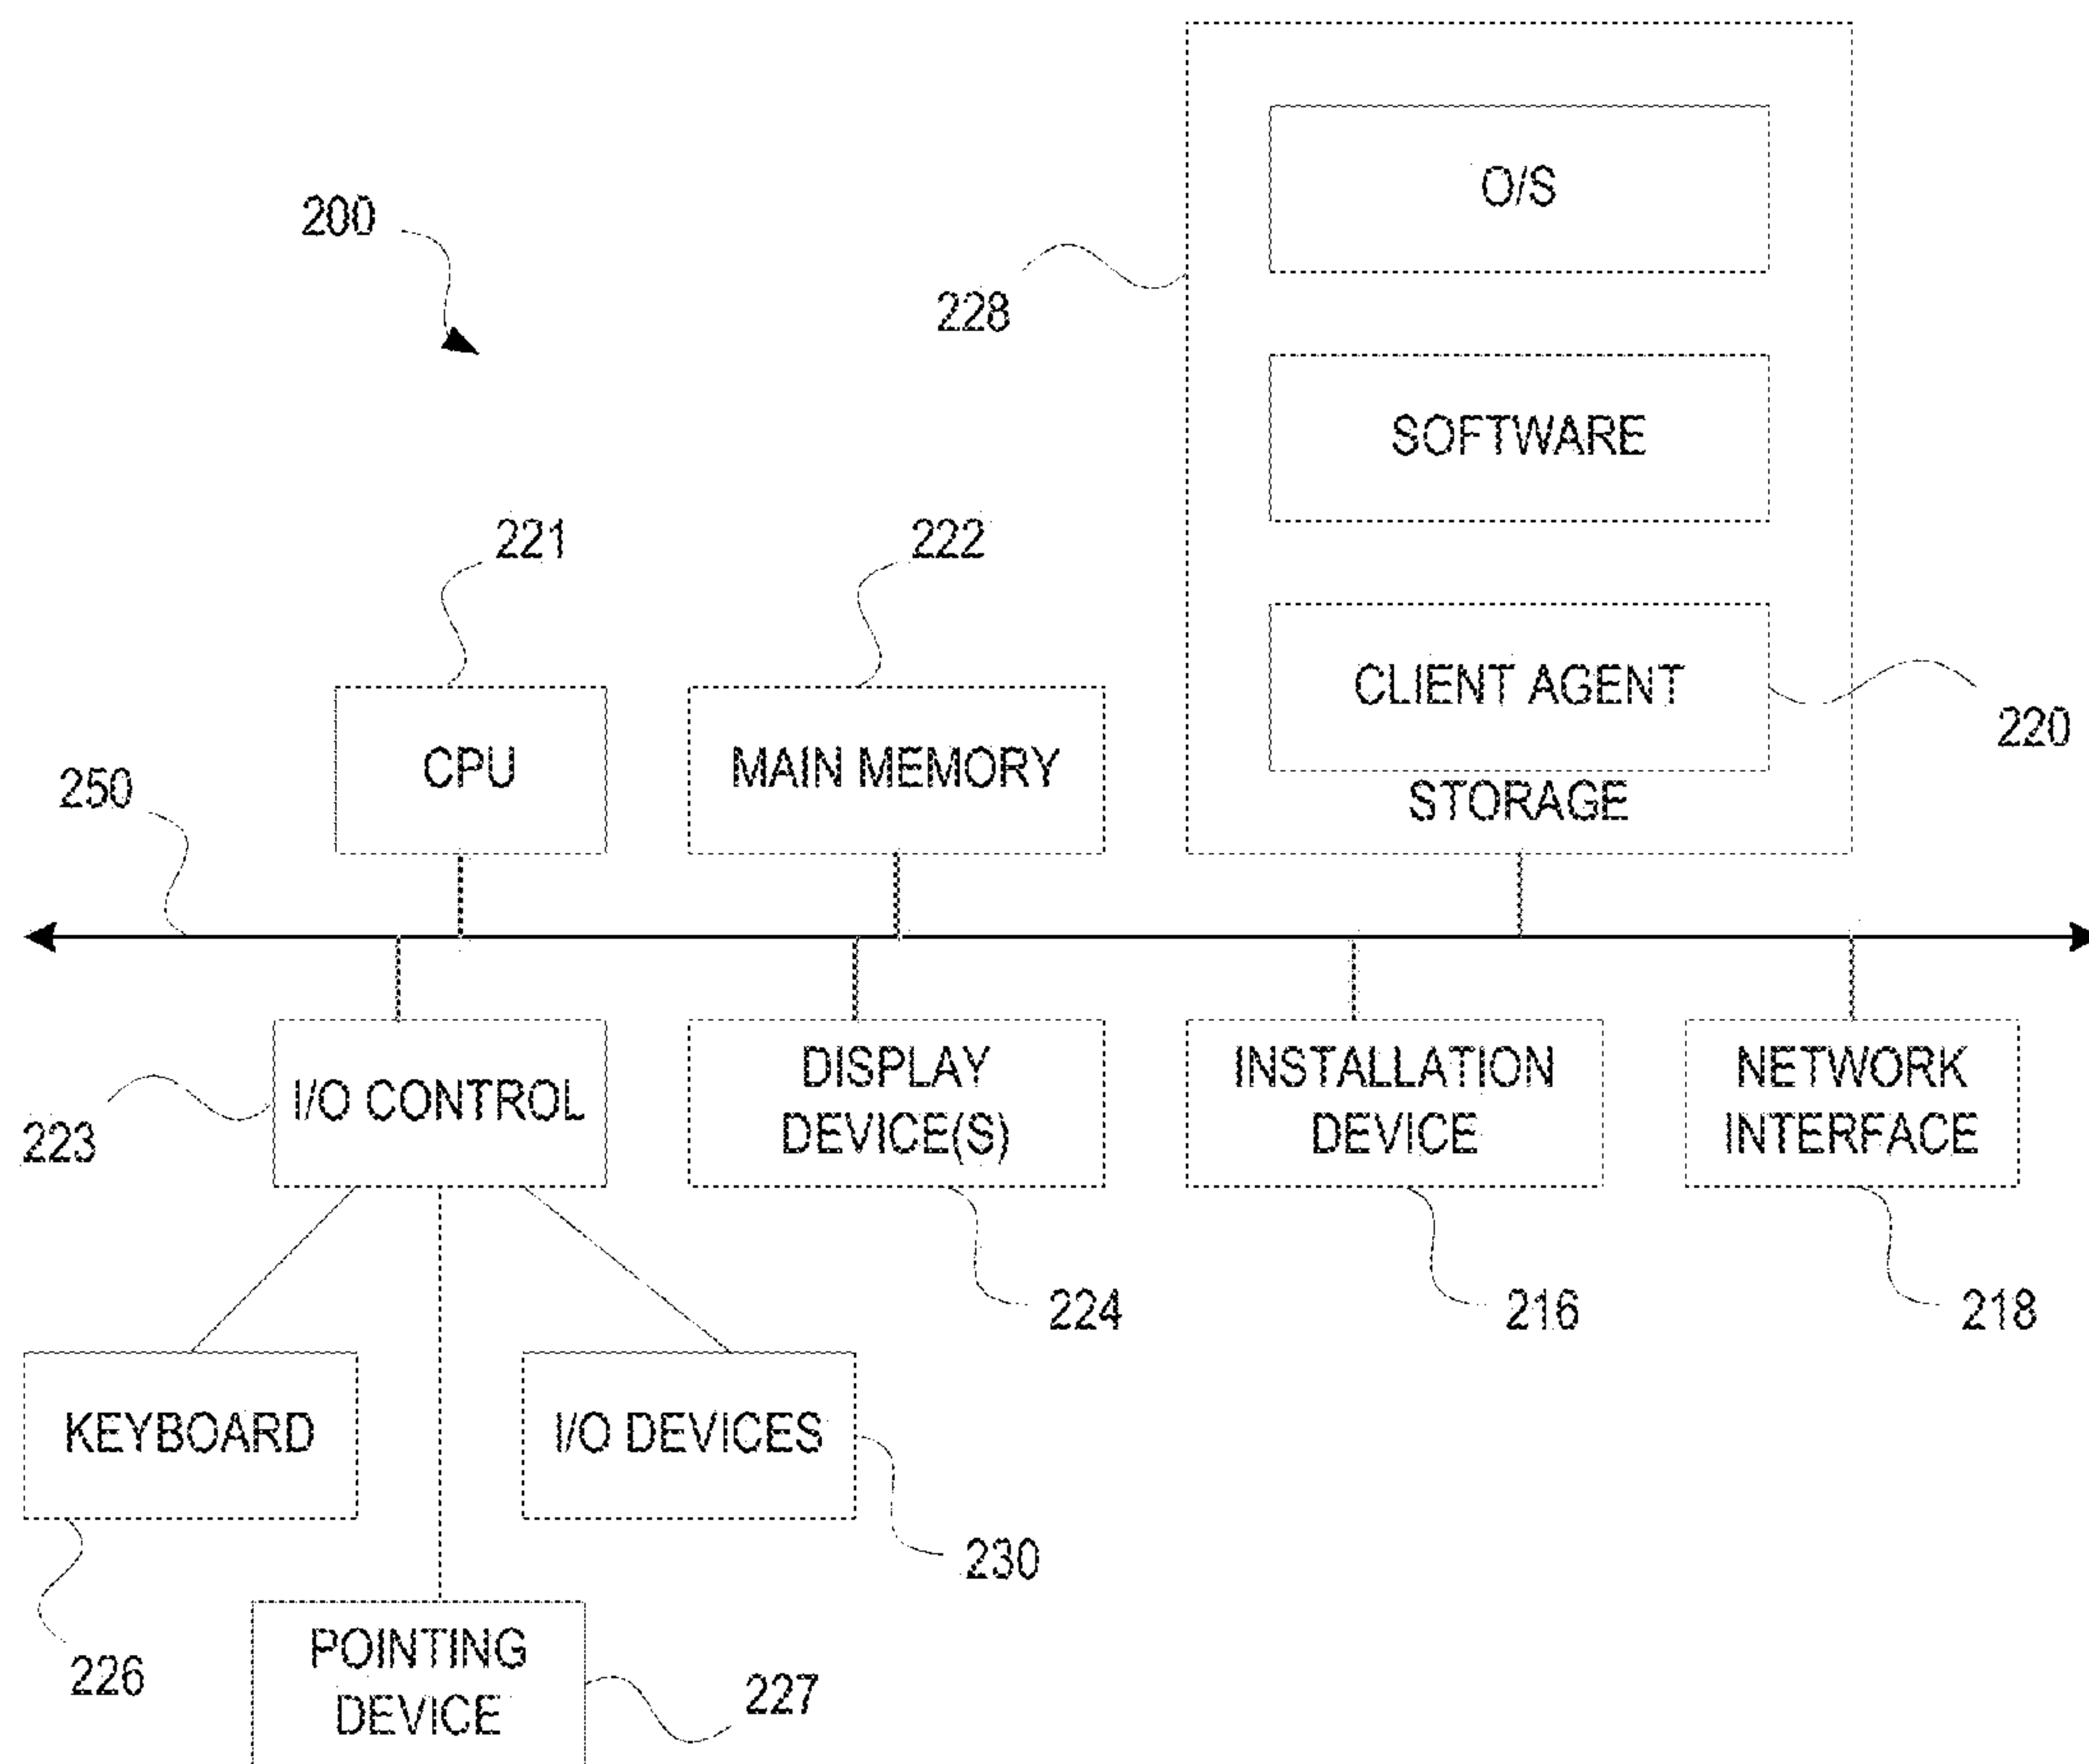 O/S
200
228
SOFTWARE
221
222
CLIENT AGENT
220
CPU
MAIN MEMORY
250
STORAGE
I/O CONTROL
223
DISPLAY
DEVICE(S)
INSTALLATION
DEVICE
NETWORK
INTERFACE
224
216
218
KEYBOARD
I/O DEVICES
230
226
POINTING
DEVICE
227